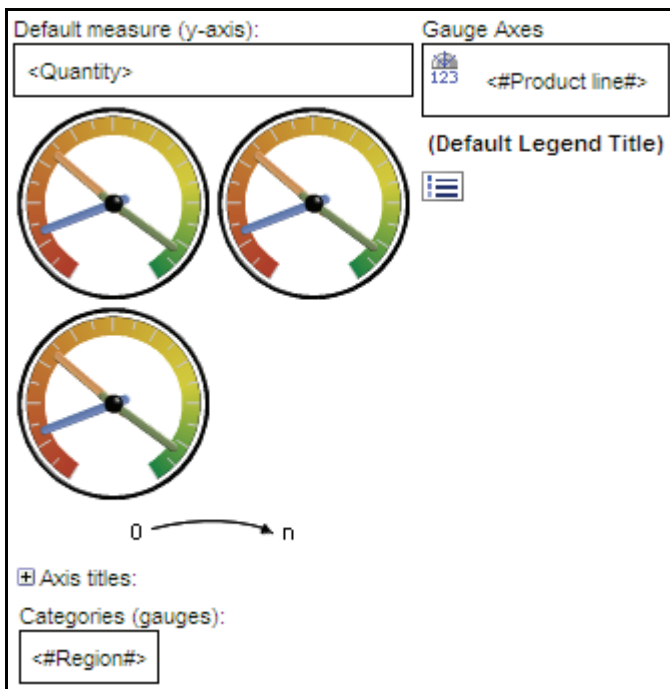 Default measure (y-axis):
<Quantity>
Gauge Axes
123
<#Product line#>
(Default Legend Title)
0
n
Axis titles:
Categories (gauges):
<#Region#>